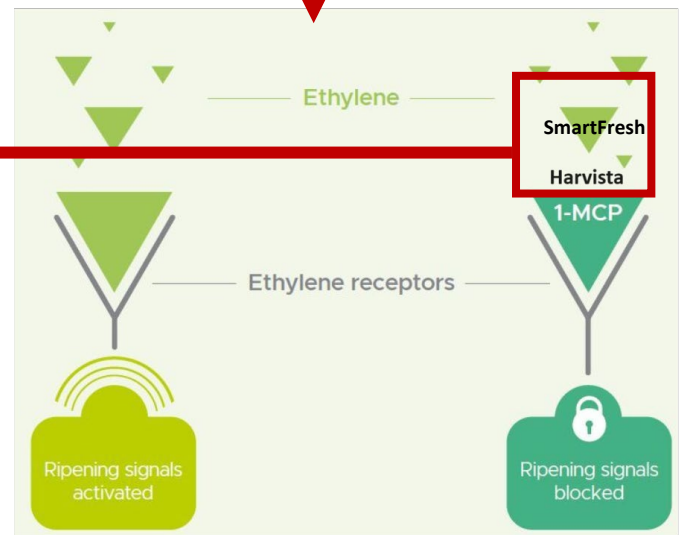 Ethylene
SmartFresh
Harvista
1-MCP
Ethylene receptors
Ripening signals
activated
Ripening signals
blocked